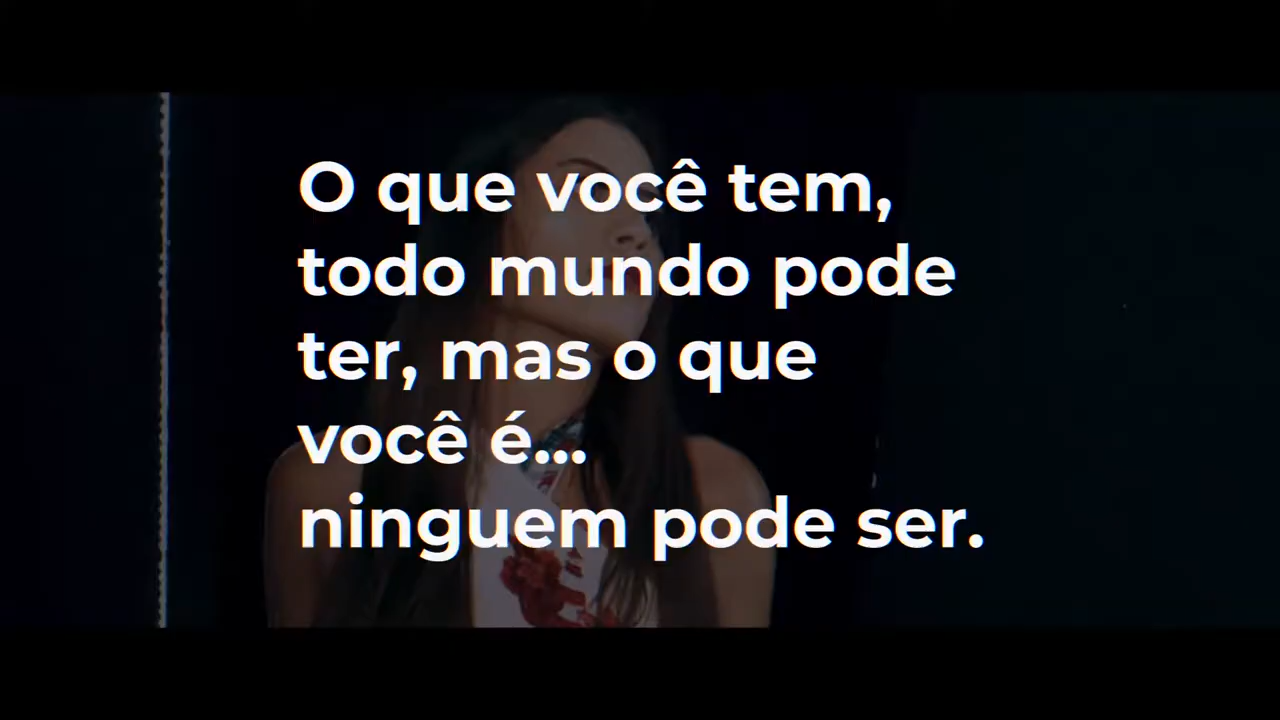 O que você tem,
todo mundo pode
ter, mas o que
você é...
ninguem pode ser.